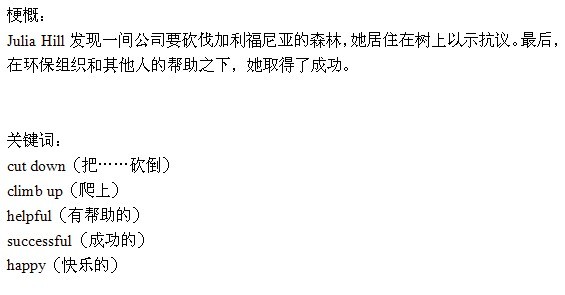 梗概：
Julia Hill 发现一间公司要砍伐加利福尼亚的森林，她居住在树上以示抗议。最后，
在环保组织和其他人的帮助之下，她取得了成功。
关键词：
cut down（把……砍倒）
climb up（爬上）
helpful（有帮助的）
successful（成功的）
happy（快乐的）